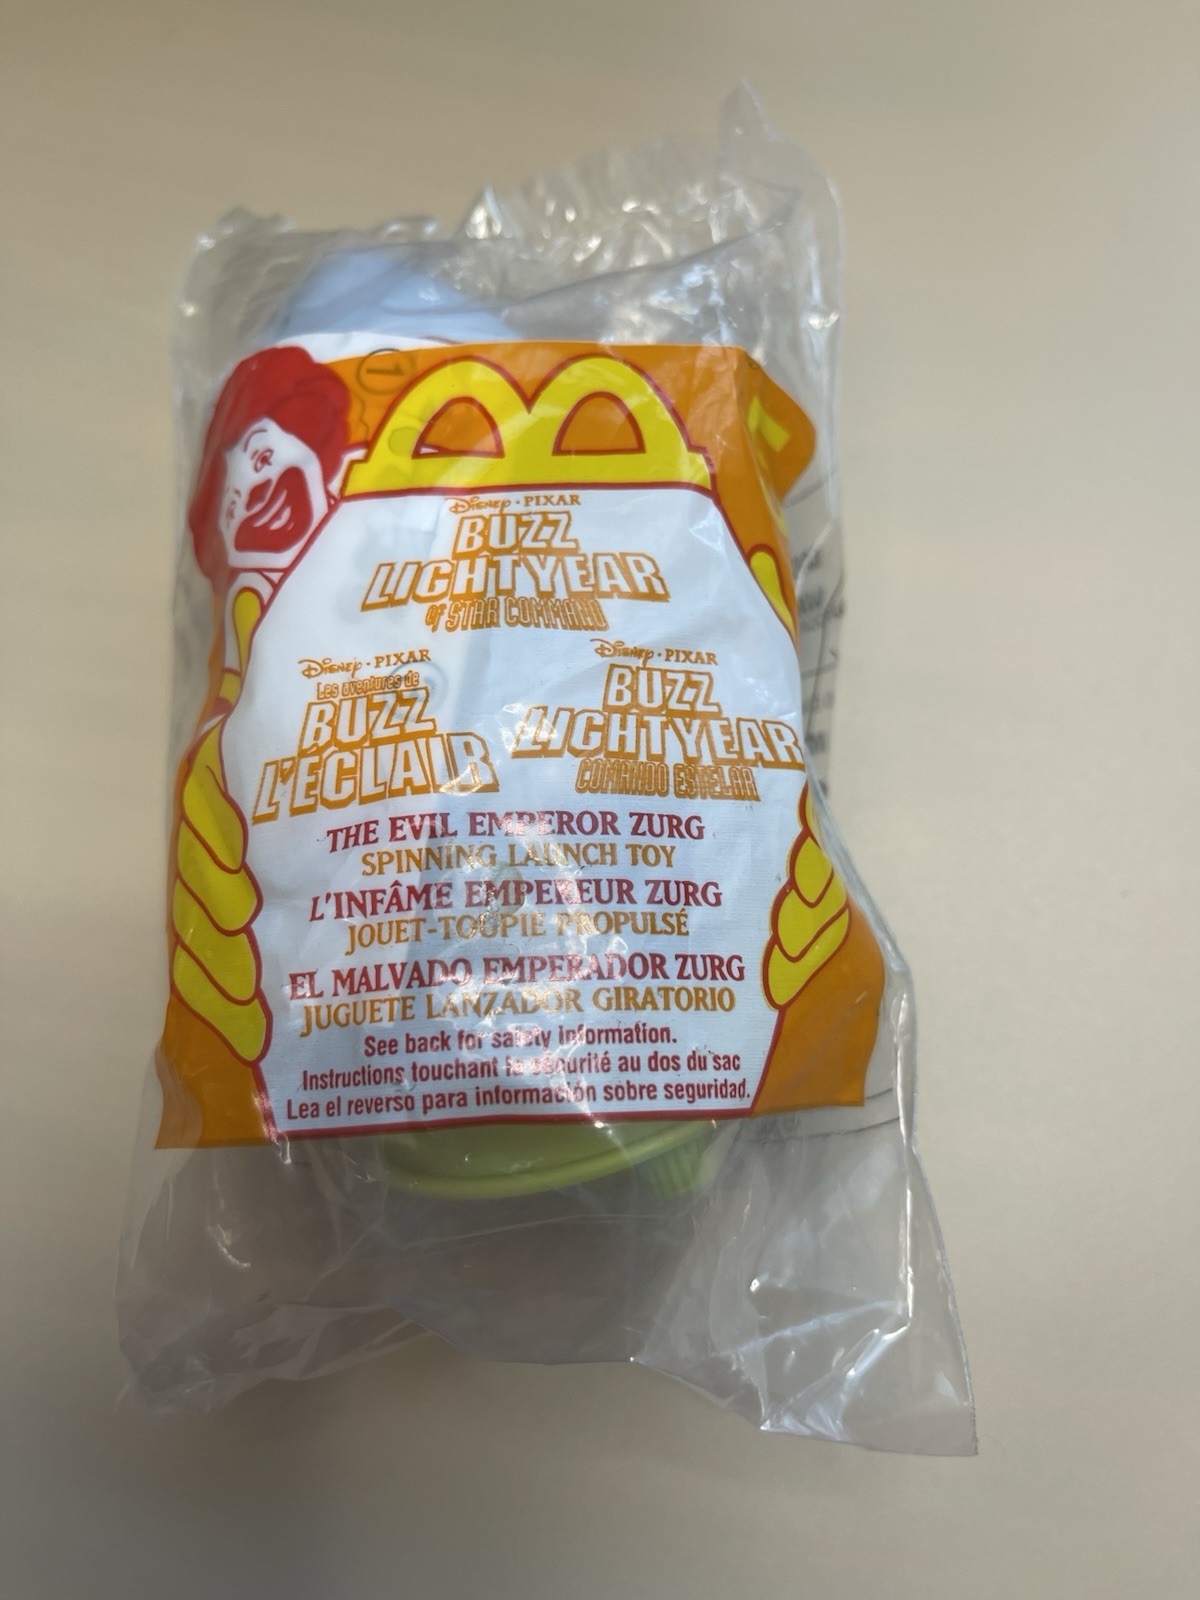 1
Disney · PIXAR
BUZZ
LIGHTYEAR
of STAR COMMAND
Disney · PIXAR
Les aventures de
BUZZ
L'ÉCLAIR
Disney · PIXAR
BUZZ
LIGHTYEAR
COMANDO ESTELAR
THE EVIL EMPEROR ZURG
SPINNING LAUNCH TOY
L'INFÂME EMPEREUR ZURG
JOUET-TOUPIE PROPULSÉ
EL MALVADO EMPERADOR ZURG
JUGUETE LANZADOR GIRATORIO
See back for safety information.
Instructions touchant la sécurité au dos du sac
Lea el reverso para información sobre seguridad.